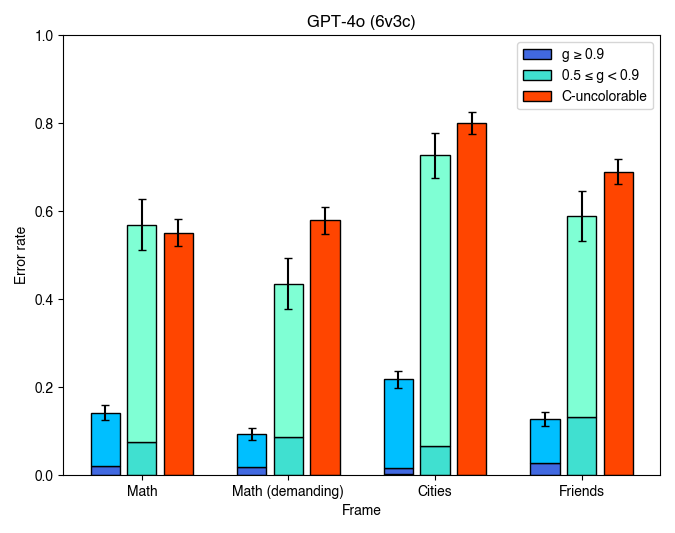 GPT-4o (6v3c)
1.0
0.8
0.6
0.4
0.2
0.0
Error rate
g ≥ 0.9
0.5 ≤ g < 0.9
C-uncolorable
Math
Math (demanding)
Cities
Friends
Frame